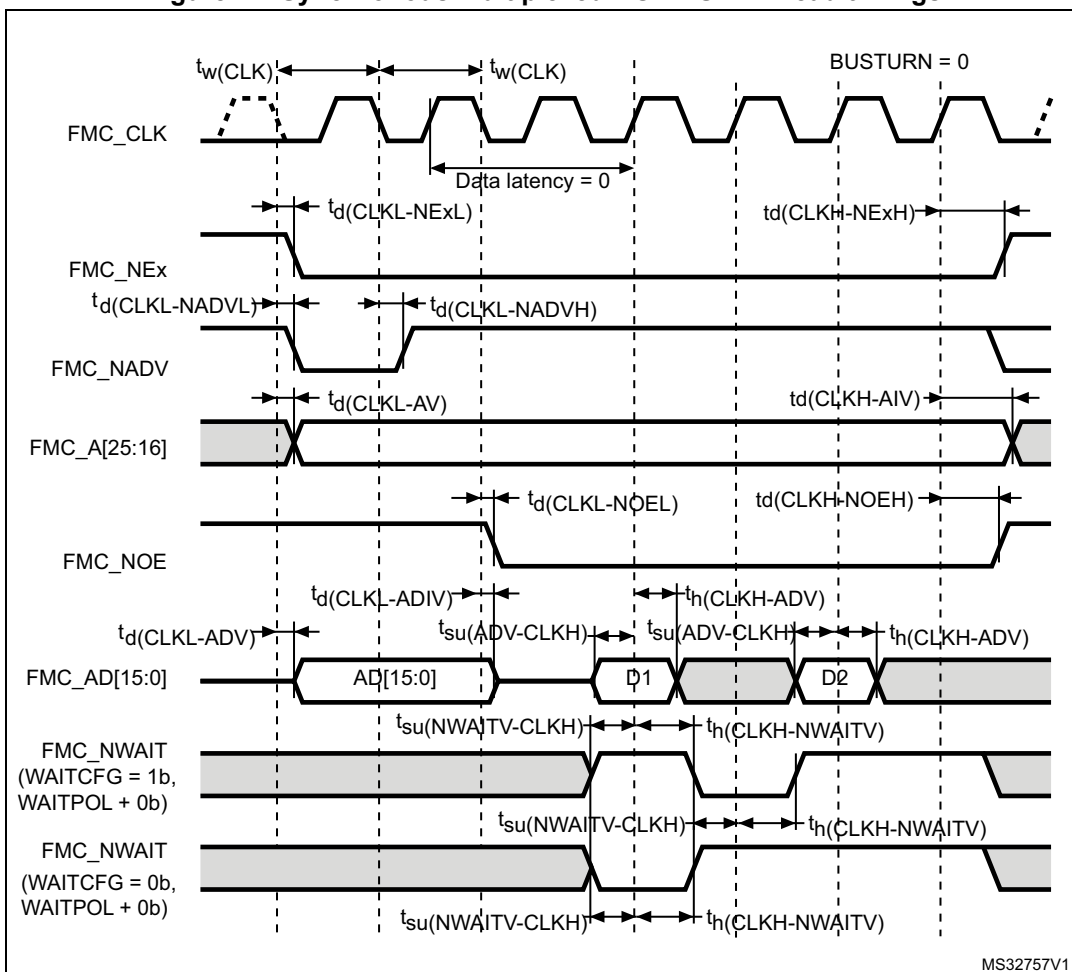 tw(CLK) tw(CLK) BUSTURN = 0
FMC_CLK
Data latency = 0
td(CLKL-NExL) td(CLKH-NExH)
FMC_NEx
td(CLKL-NADVL) td(CLKL-NADVH)
FMC_NADV
td(CLKL-AV) td(CLKH-AIV)
FMC_A[25:16]
td(CLKL-NOEL) td(CLKH-NOEH)
FMC_NOE
td(CLKL-ADIV) th(CLKH-ADV)
td(CLKL-ADV) tsu(ADV-CLKH) tsu(ADV-CLKH) th(CLKH-ADV)
FMC_AD[15:0] AD[15:0] D1 D2
tsu(NWAITV-CLKH) th(CLKH-NWAITV)
FMC_NWAIT
(WAITCFG = 1b,
WAITPOL + 0b)
tsu(NWAITV-CLKH) th(CLKH-NWAITV)
FMC_NWAIT
(WAITCFG = 0b,
WAITPOL + 0b)
tsu(NWAITV-CLKH) th(CLKH-NWAITV)
MS32757V1